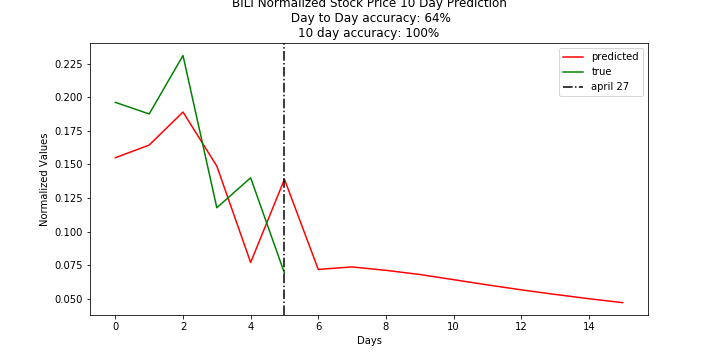 BILI Normalized Stock Price 10 Day Prediction
Day to Day accuracy: 64%
10 day accuracy: 100%
predicted
true
april 27
Normalized Values
0.225
0.200
0.175
0.150
0.125
0.100
0.075
0.050
0 2 4 6 8 10 12 14
Days